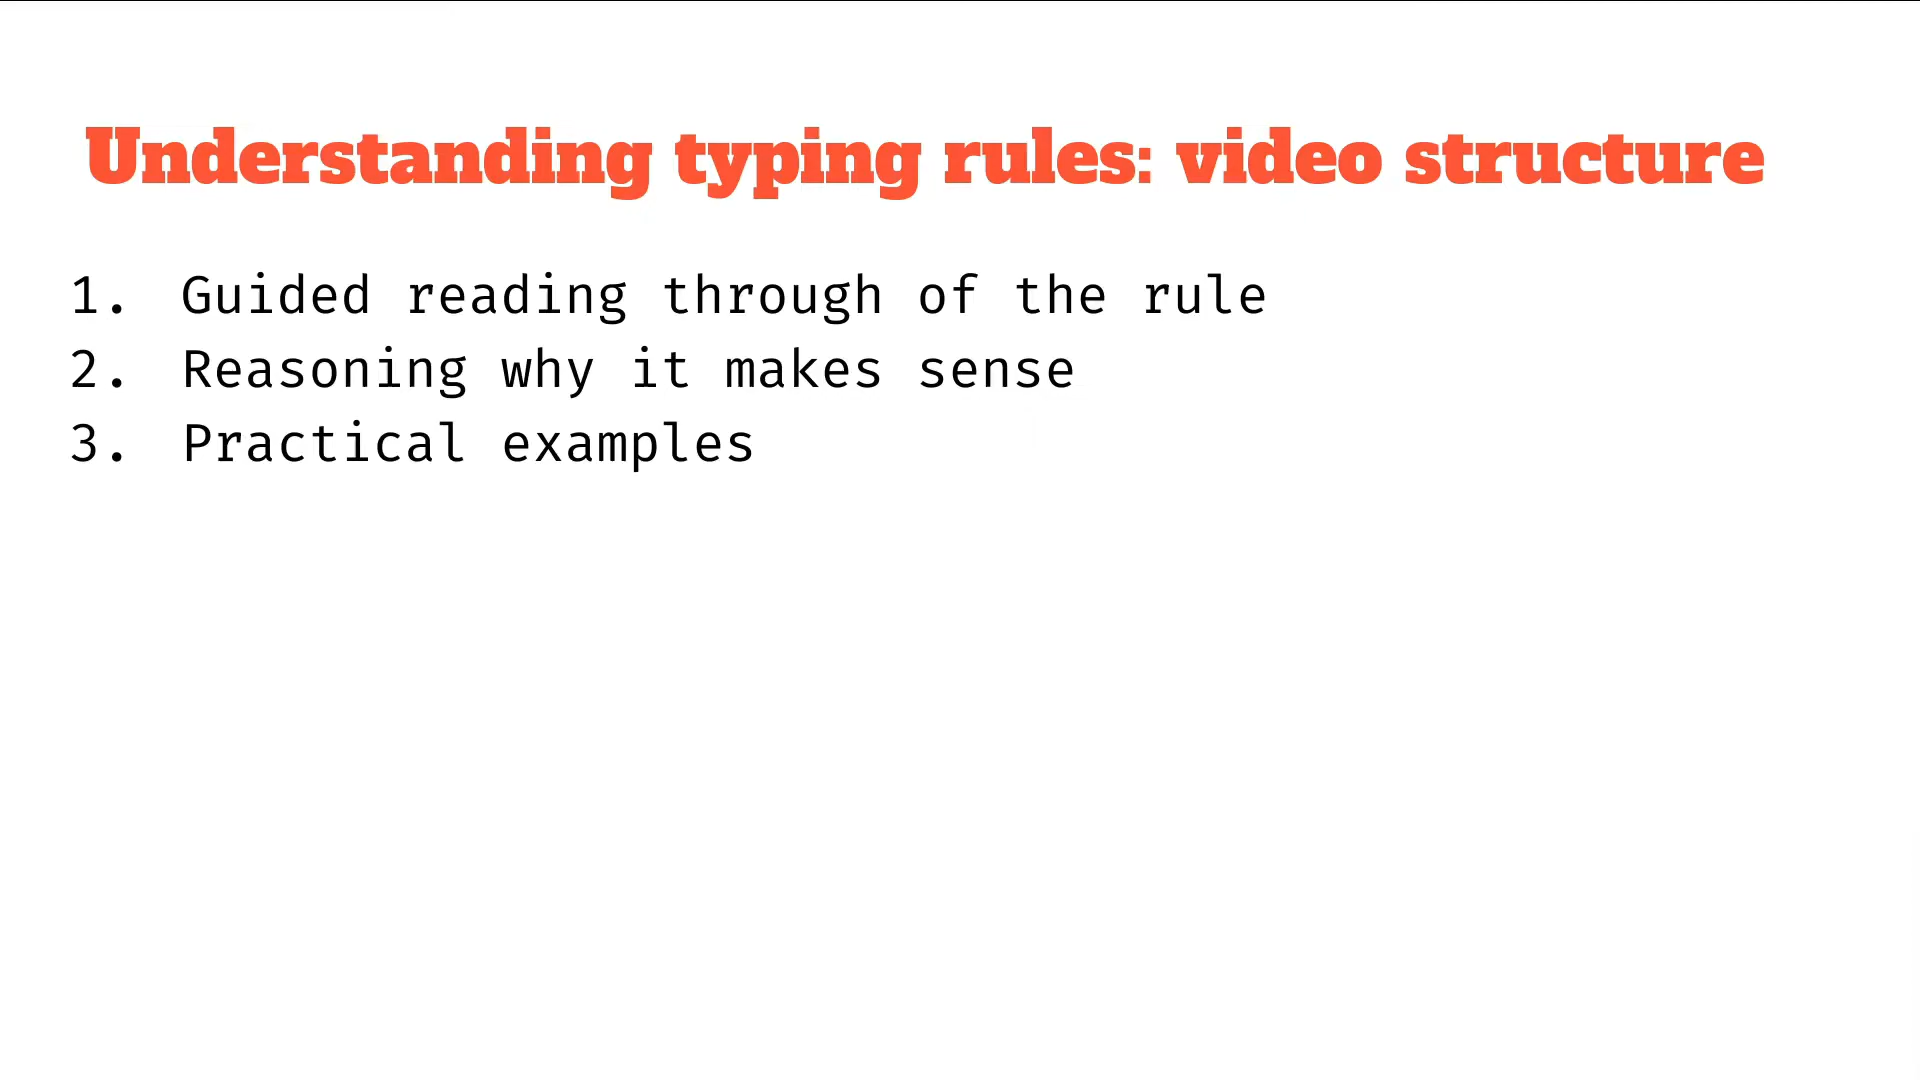 Understanding typing rules: video structure
1. Guided reading through of the rule
2. Reasoning why it makes sense
3. Practical examples